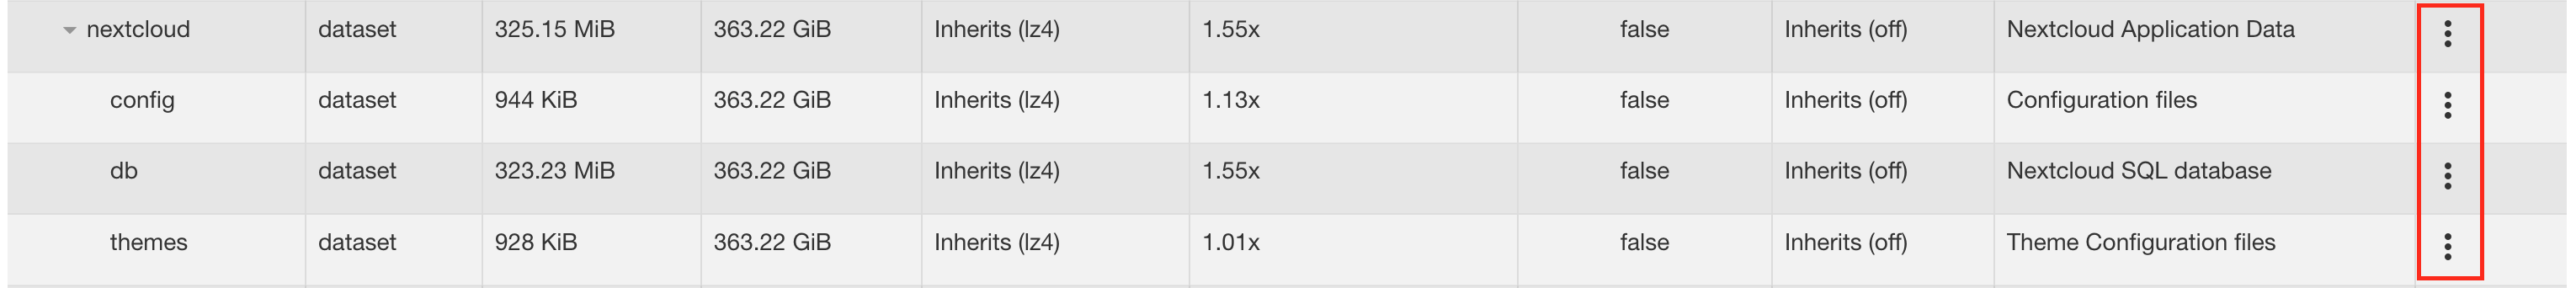 nextcloud dataset 325.15 MiB 363.22 GiB Inherits (lz4) 1.55x false Inherits (off) Nextcloud Application Data
config dataset 944 KiB 363.22 GiB Inherits (lz4) 1.13x false Inherits (off) Configuration files
db dataset 323.23 MiB 363.22 GiB Inherits (lz4) 1.55x false Inherits (off) Nextcloud SQL database
themes dataset 928 KiB 363.22 GiB Inherits (lz4) 1.01x false Inherits (off) Theme Configuration files